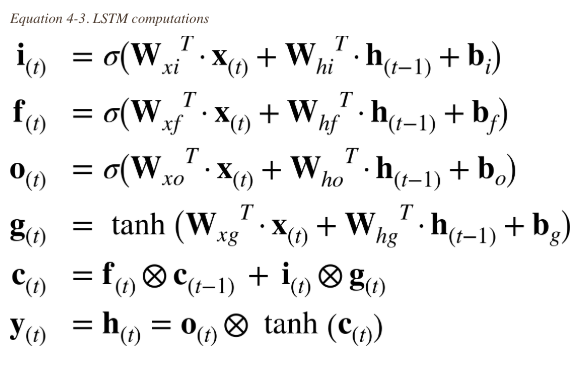 Equation 4-3. LSTM computations
i(t) = σ(Wxi^T · x(t) + Whi^T · h(t−1) + bi)
f(t) = σ(Wxf^T · x(t) + Whf^T · h(t−1) + bf)
o(t) = σ(Wxo^T · x(t) + Who^T · h(t−1) + bo)
g(t) = tanh (Wxg^T · x(t) + Whg^T · h(t−1) + bg)
c(t) = f(t) ⊗ c(t−1) + i(t) ⊗ g(t)
y(t) = h(t) = o(t) ⊗ tanh (c(t))